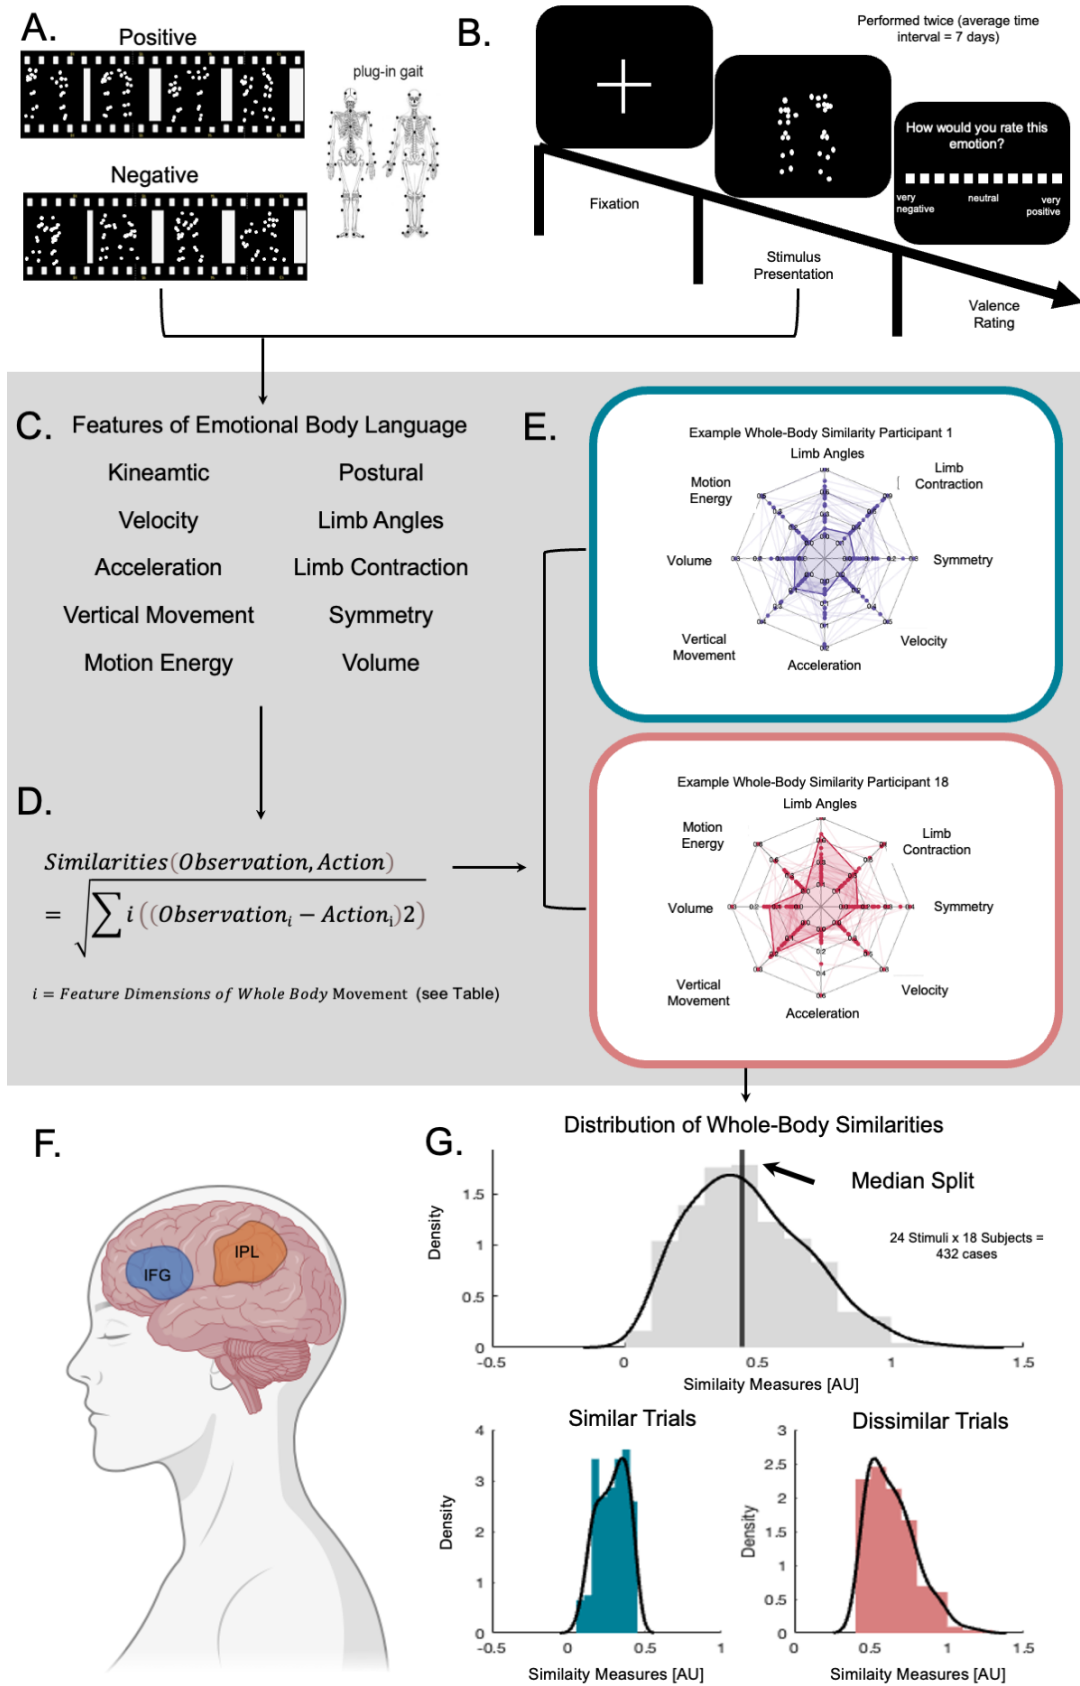 A.
Positive
plug-in gait
Negative
B.
Performed twice (average time
interval = 7 days)
How would you rate this
emotion?
very
negative
neutral
very
positive
Fixation
Stimulus
Presentation
Valence
Rating
C.
Features of Emotional Body Language
Kineamtic
Postural
Velocity
Limb Angles
Acceleration
Limb Contraction
Vertical Movement
Symmetry
Motion Energy
Volume
D.
Similarities(Observation, Action)
= √∑ i ((Observationᵢ − Actionᵢ)2)
i = Feature Dimensions of Whole Body Movement (see Table)
E.
Example Whole-Body Similarity Participant 1
Limb Angles
Motion
Energy
Limb
Contraction
Volume
Symmetry
Vertical
Movement
Velocity
Acceleration
Example Whole-Body Similarity Participant 18
Limb Angles
Motion
Energy
Limb
Contraction
Volume
Symmetry
Vertical
Movement
Velocity
Acceleration
F.
IFG
IPL
G.
Distribution of Whole-Body Similarities
Median Split
24 Stimuli x 18 Subjects =
432 cases
Density
1.5
1
0.5
0
-0.5
0
0.5
1
1.5
Similaity Measures [AU]
Similar Trials
Density
4
3
2
1
0
-0.5
0
0.5
1
Similaity Measures [AU]
Dissimilar Trials
Density
3
2.5
2
1.5
1
0.5
0
0
0.5
1
1.5
Similaity Measures [AU]